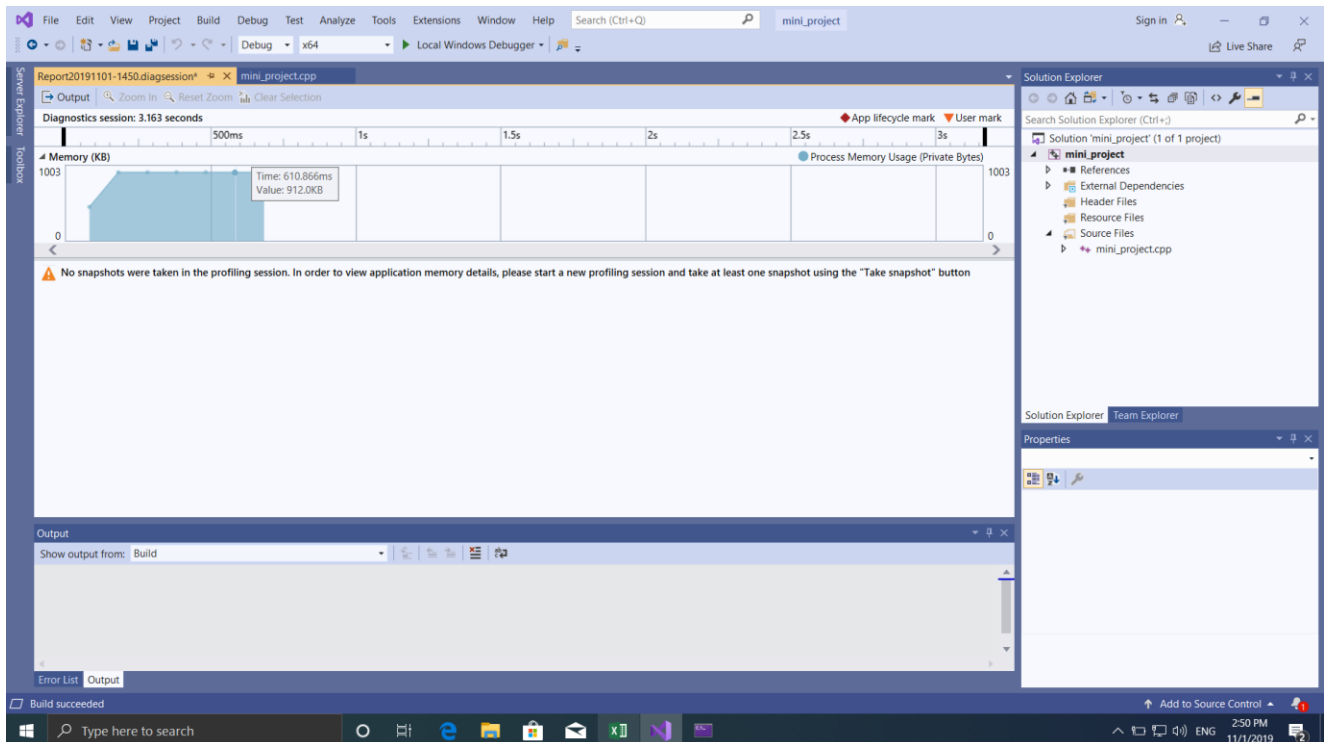 File Edit View Project Build Debug Test Analyze Tools Extensions Window Help Search (Ctrl+Q) mini_project Sign in
Debug x64 Local Windows Debugger Live Share
Server Explorer
Toolbox
Report20191101-1450.diagsession* mini_project.cpp
Output Zoom In Reset Zoom Clear Selection
Diagnostics session: 3.163 seconds App lifecycle mark User mark
500ms 1s 1.5s 2s 2.5s 3s
Memory (KB) Process Memory Usage (Private Bytes)
1003 1003
Time: 610.866ms
Value: 912.0KB
0 0
No snapshots were taken in the profiling session. In order to view application memory details, please start a new profiling session and take at least one snapshot using the "Take snapshot" button
Output
Show output from: Build
Error List Output
Solution Explorer
Search Solution Explorer (Ctrl+;)
Solution 'mini_project' (1 of 1 project)
mini_project
References
External Dependencies
Header Files
Resource Files
Source Files
mini_project.cpp
Solution Explorer Team Explorer
Properties
Build succeeded Add to Source Control 1
Type here to search ENG 2:50 PM
11/1/2019 2